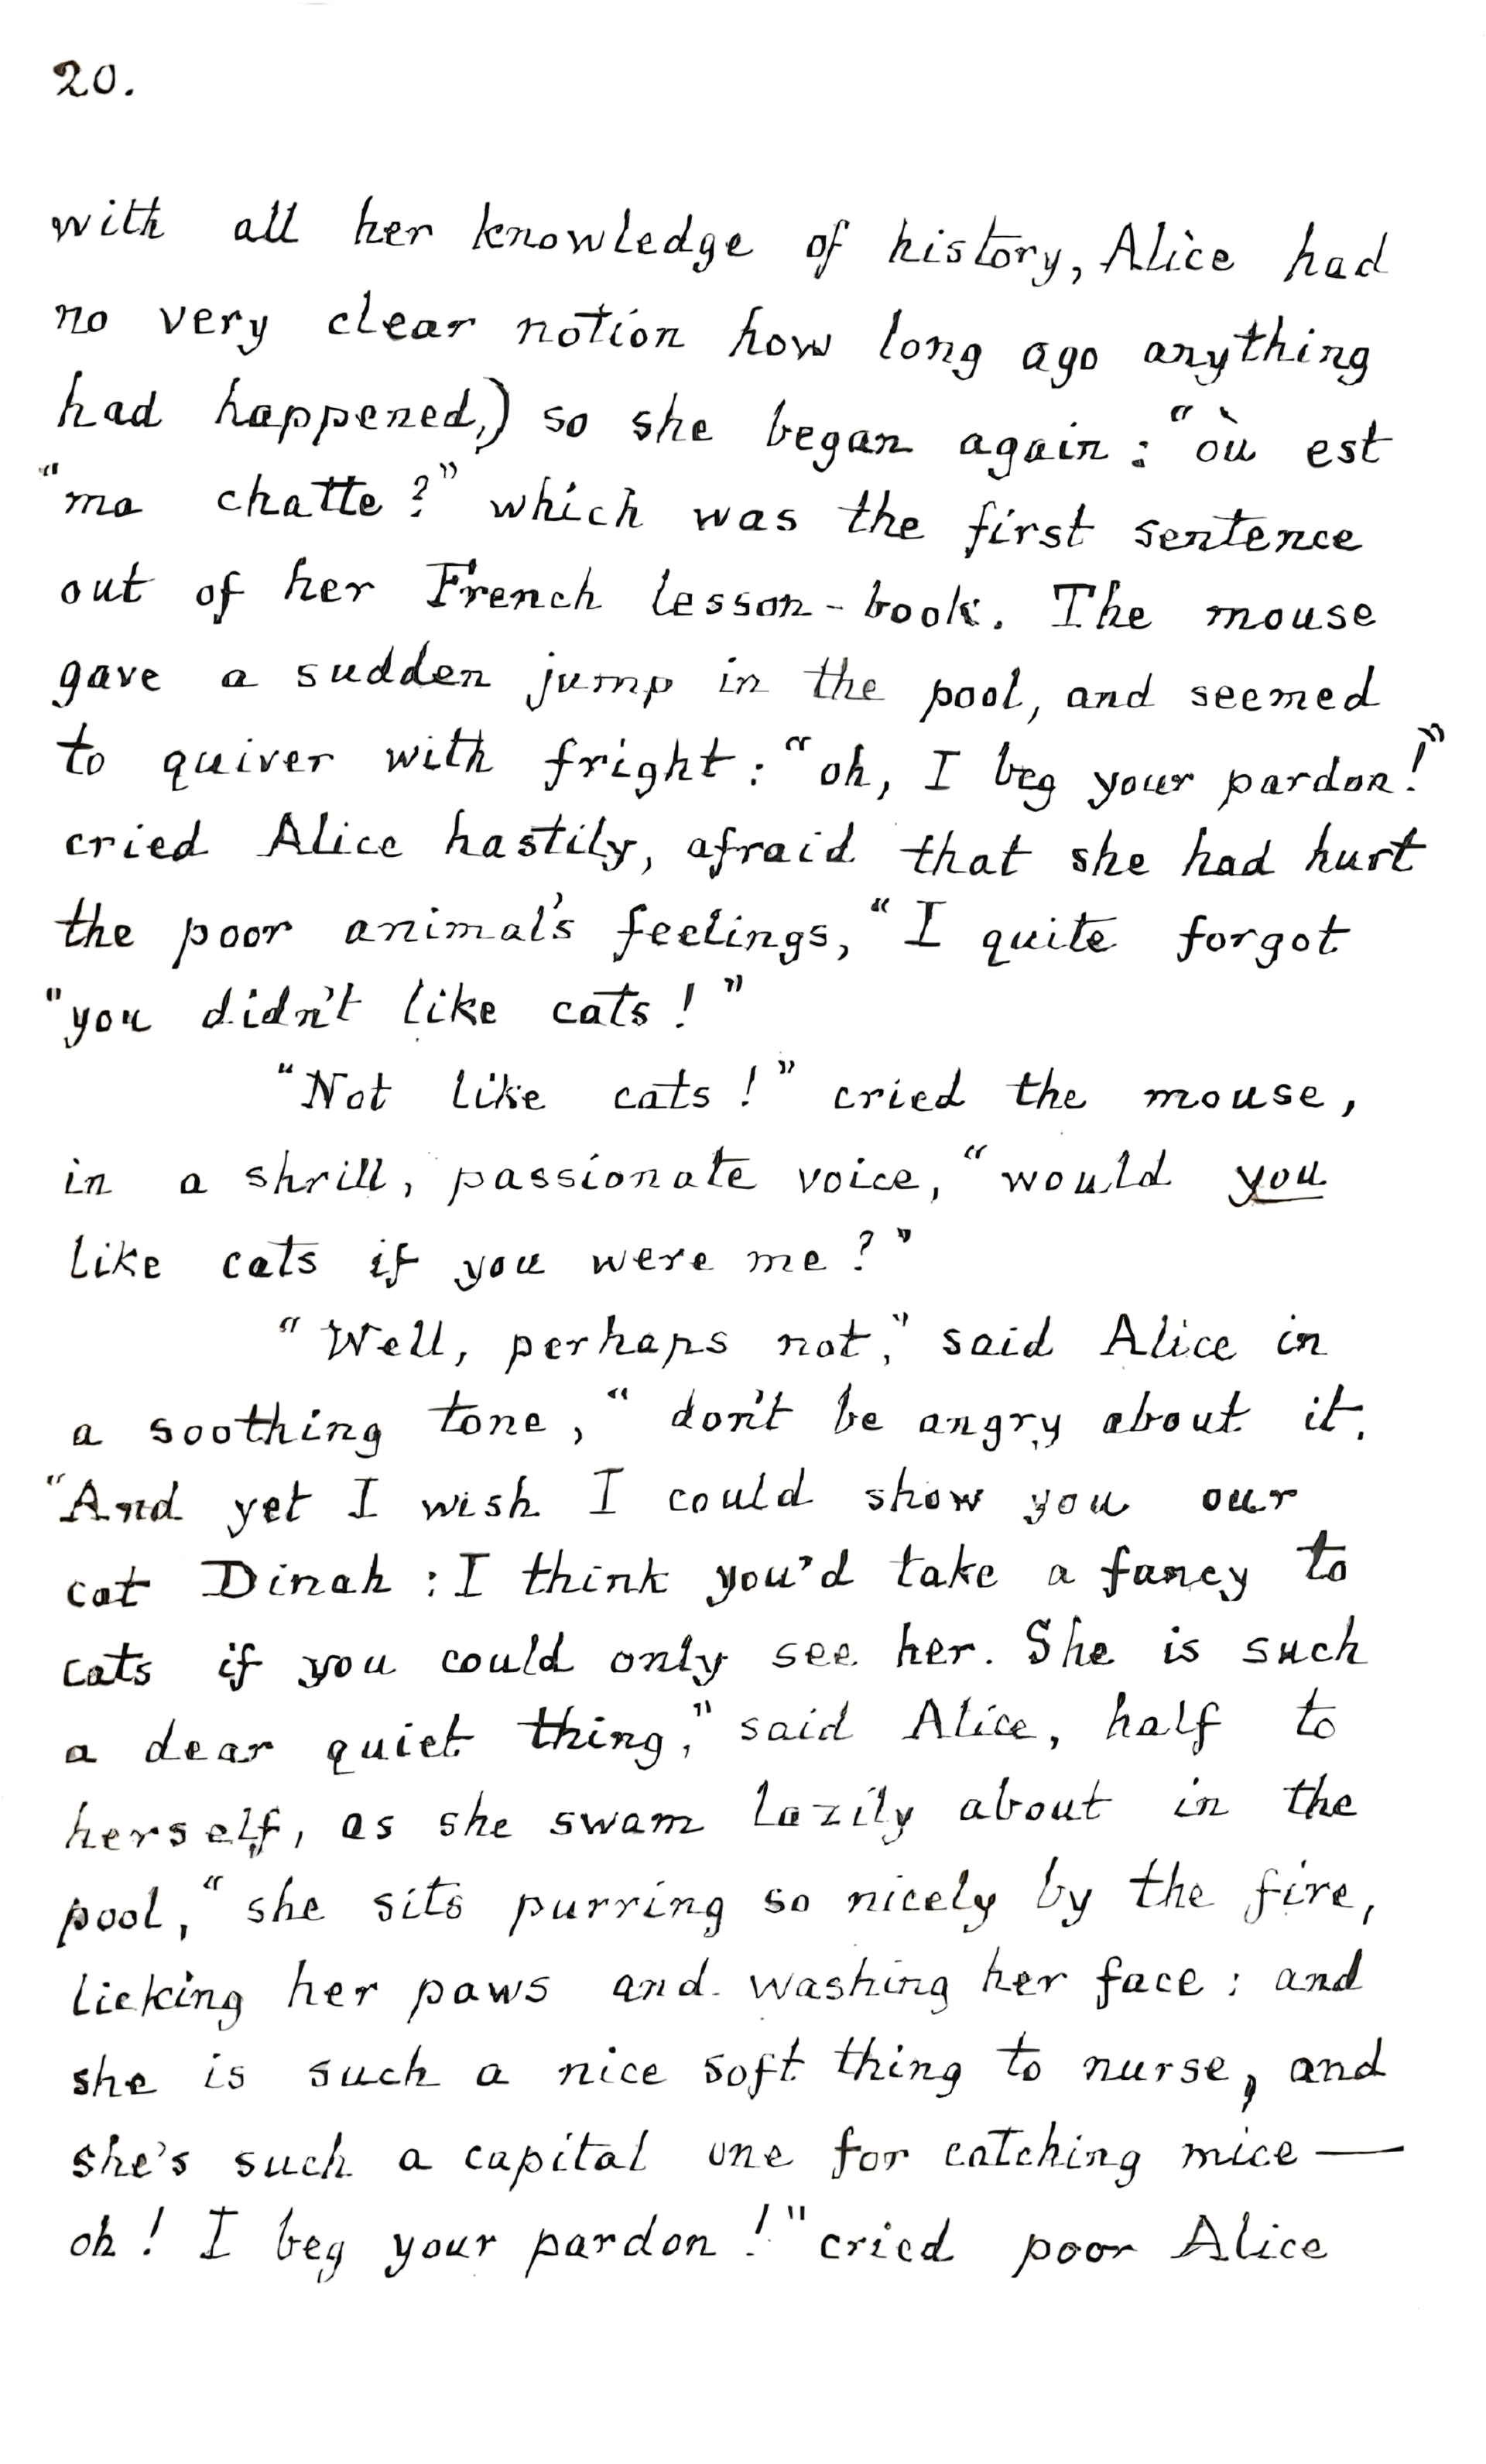 20.
with all her knowledge of history, Alice had
no very clear notion how long ago anything
had happened,) so she began again: "où est
"ma chatte?" which was the first sentence
out of her French lesson-book. The mouse
gave a sudden jump in the pool, and seemed
to quiver with fright: "oh, I beg your pardon!"
cried Alice hastily, afraid that she had hurt
the poor animal's feelings, "I quite forgot
"you didn't like cats!"
"Not like cats!" cried the mouse,
in a shrill, passionate voice, "would you
like cats if you were me?"
"Well, perhaps not," said Alice in
a soothing tone, "don't be angry about it.
"And yet I wish I could show you our
cat Dinah: I think you'd take a fancy to
cats if you could only see her. She is such
a dear quiet thing," said Alice, half to
herself, as she swam lazily about in the
pool, "she sits purring so nicely by the fire,
licking her paws and washing her face: and
she is such a nice soft thing to nurse, and
she's such a capital one for catching mice—
oh! I beg your pardon!" cried poor Alice